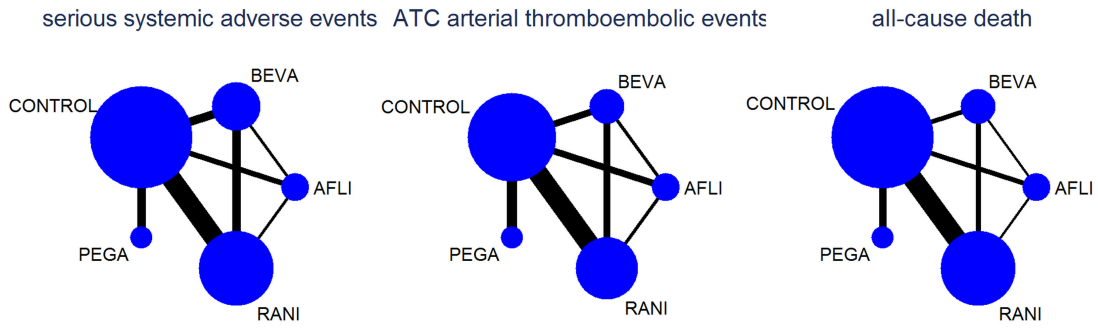 serious systemic adverse events
ATC arterial thromboembolic events
all-cause death
BEVA
CONTROL
AFLI
PEGA
RANI
BEVA
CONTROL
AFLI
PEGA
RANI
BEVA
CONTROL
AFLI
PEGA
RANI